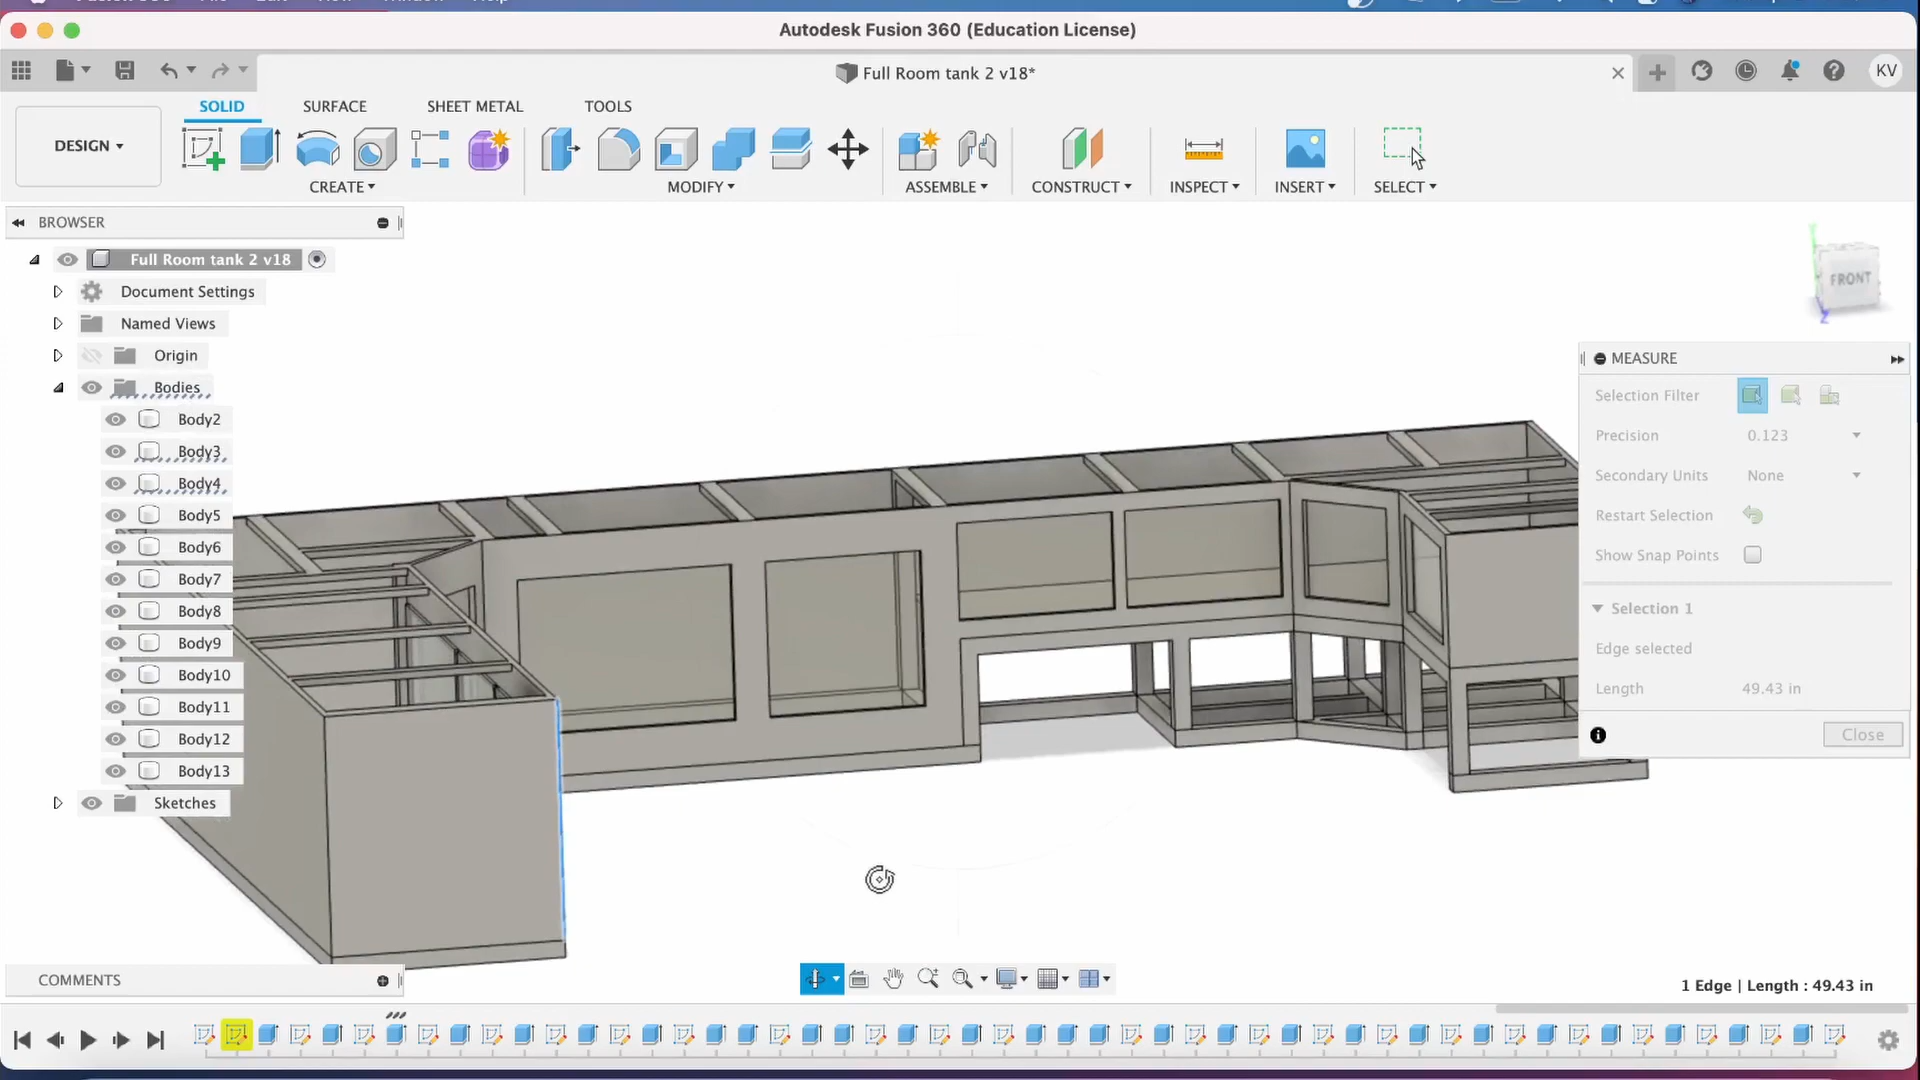 Autodesk Fusion 360 (Education License)
Full Room tank 2 v18*
KV
SOLID
SURFACE
SHEET METAL
TOOLS
DESIGN
CREATE
MODIFY
ASSEMBLE
CONSTRUCT
INSPECT
INSERT
SELECT
BROWSER
Full Room tank 2 v18
Document Settings
Named Views
Origin
Bodies
Body2
Body3
Body4
Body5
Body6
Body7
Body8
Body9
Body10
Body11
Body12
Body13
Sketches
FRONT
Z
MEASURE
Selection Filter
Precision 0.123
Secondary Units None
Restart Selection
Show Snap Points
Selection 1
Edge selected
Length 49.43 in
Close
COMMENTS
1 Edge | Length : 49.43 in